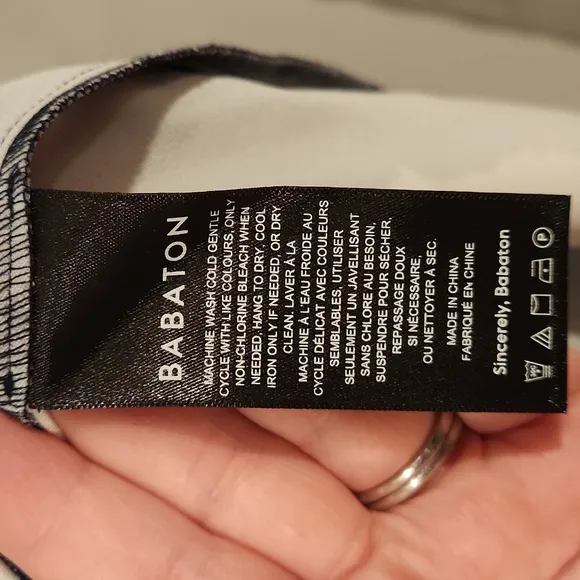 BABATON
MACHINE WASH COLD GENTLE
CYCLE WITH LIKE COLOURS, ONLY
NON-CHLORINE BLEACH WHEN
NEEDED, HANG TO DRY, COOL
IRON ONLY IF NEEDED, OR DRY
CLEAN. LAVER À LA
MACHINE À L'EAU FROIDE AU
CYCLE DÉLICAT AVEC COULEURS
SEMBLABLES, UTILISER
SEULEMENT UN JAVELLISANT
SANS CHLORE AU BESOIN,
SUSPENDRE POUR SÉCHER,
REPASSAGE DOUX
SI NÉCESSAIRE,
OU NETTOYER À SEC.
MADE IN CHINA
FABRIQUÉ EN CHINE
Sincerely, Babaton
P